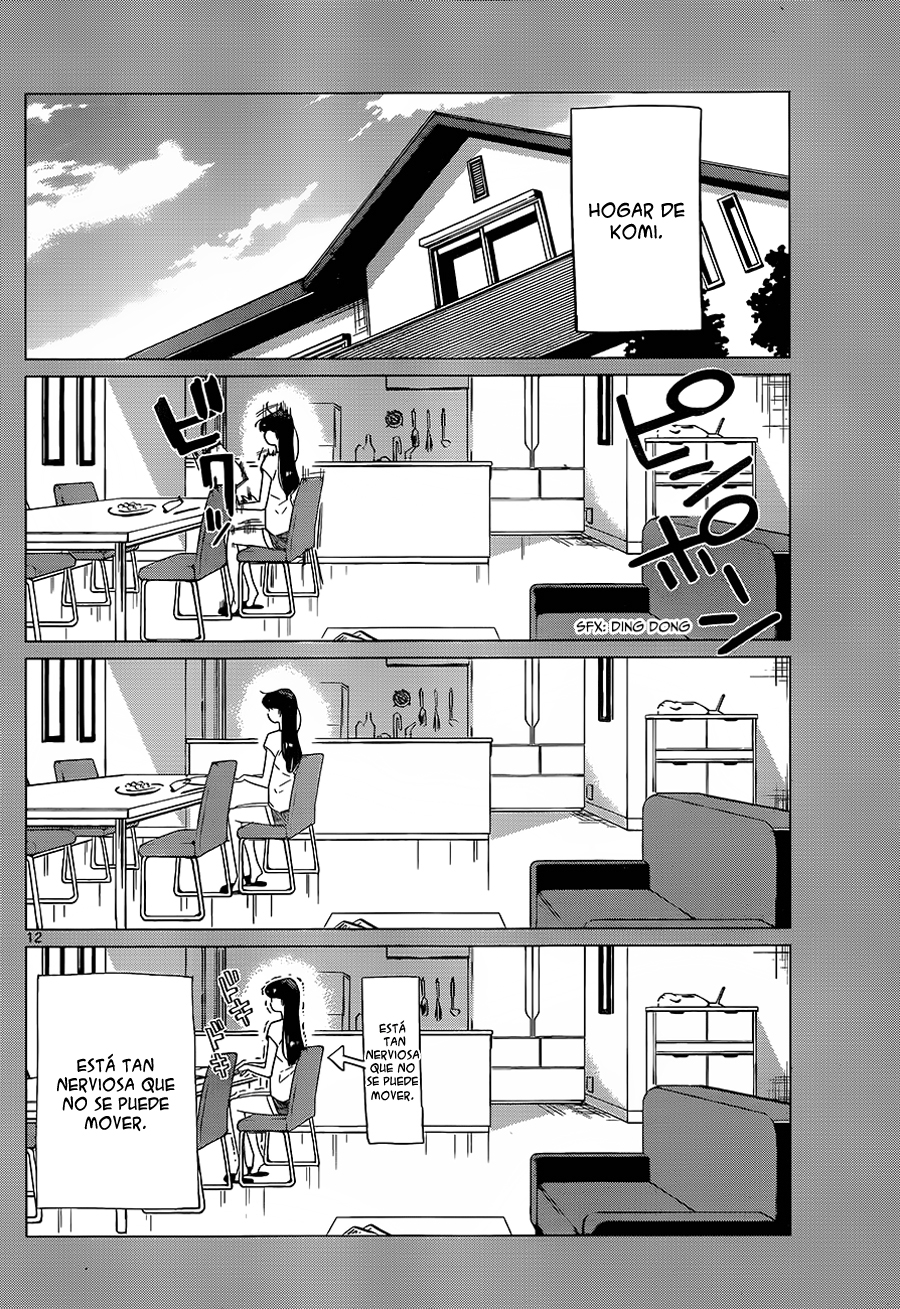 HOGAR DE
KOMI.
ピンポーン
ビクッ
SFX: DING DONG
12
ドキ
ドキ
ESTÁ
TAN
NERVIOSA
QUE NO
SE PUEDE
MOVER.
ESTÁ TAN
NERVIOSA QUE
NO SE PUEDE
MOVER.